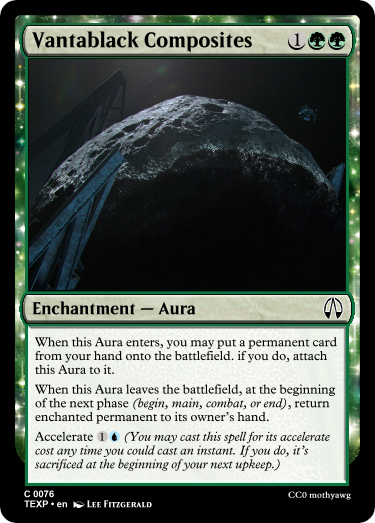 Vantablack Composites 1
Enchantment — Aura
When this Aura enters, you may put a permanent card
from your hand onto the battlefield. if you do, attach
this Aura to it.
When this Aura leaves the battlefield, at the beginning
of the next phase (begin, main, combat, or end), return
enchanted permanent to its owner's hand.
Accelerate 1 (You may cast this spell for its accelerate
cost any time you could cast an instant. If you do, it's
sacrificed at the beginning of your next upkeep.)
C 0076
TEXP • en Lee Fitzgerald
CC0 mothyawg